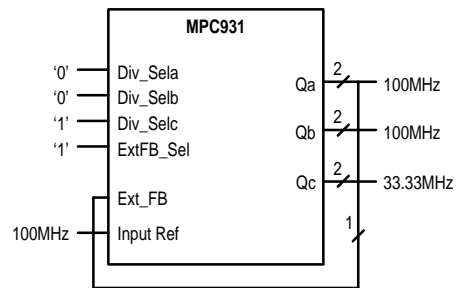 MPC931
‘0’ Div_Sela
‘0’ Div_Selb
‘1’ Div_Selc
‘1’ ExtFB_Sel
Ext_FB
100MHz Input Ref
Qa 2 100MHz
Qb 2 100MHz
Qc 2 33.33MHz
1